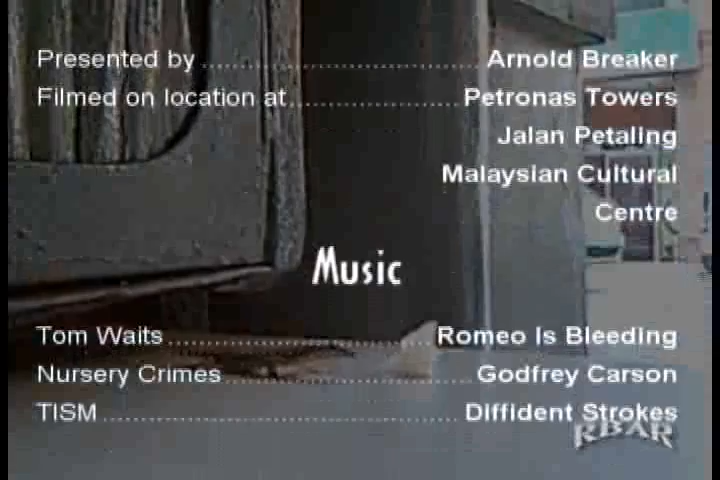 Presented by ........................................ Arnold Breaker
Filmed on location at ........................ Petronas Towers
Jalan Petaling
Malaysian Cultural
Centre
Music
Tom Waits ........................................ Romeo Is Bleeding
Nursery Crimes ........................................ Godfrey Carson
TISM ........................................................ Diffident Strokes
RBAR